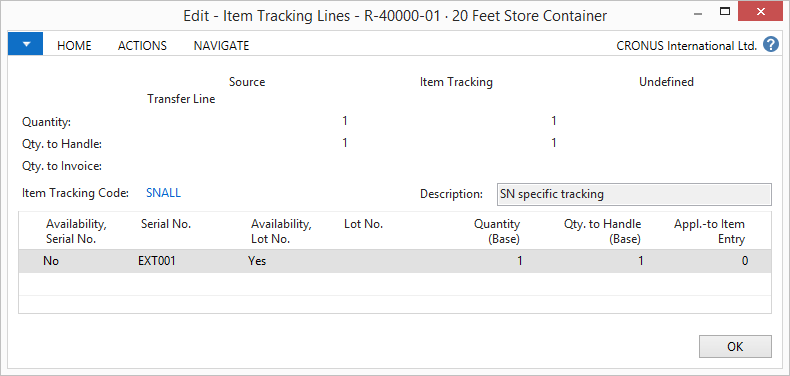 Edit - Item Tracking Lines - R-40000-01 · 20 Feet Store Container
HOME ACTIONS NAVIGATE CRONUS International Ltd. ?
Source Item Tracking Undefined
Transfer Line
Quantity: 1 1
Qty. to Handle: 1 1
Qty. to Invoice:
Item Tracking Code: SNALL Description: SN specific tracking
Availability, Serial No. Availability, Lot No. Quantity Qty. to Handle Appl.-to Item
Serial No. Lot No. (Base) (Base) Entry
No EXT001 Yes 1 1 0
OK